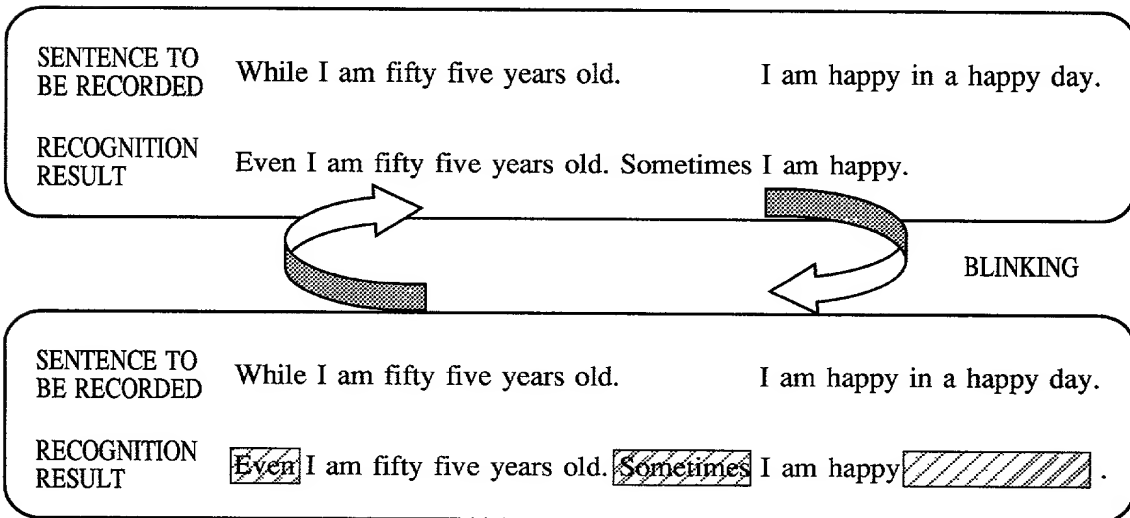 SENTENCE TO
BE RECORDED While I am fifty five years old. I am happy in a happy day.
RECOGNITION
RESULT Even I am fifty five years old. Sometimes I am happy.
BLINKING
SENTENCE TO
BE RECORDED While I am fifty five years old. I am happy in a happy day.
RECOGNITION
RESULT Even I am fifty five years old. Sometimes I am happy .